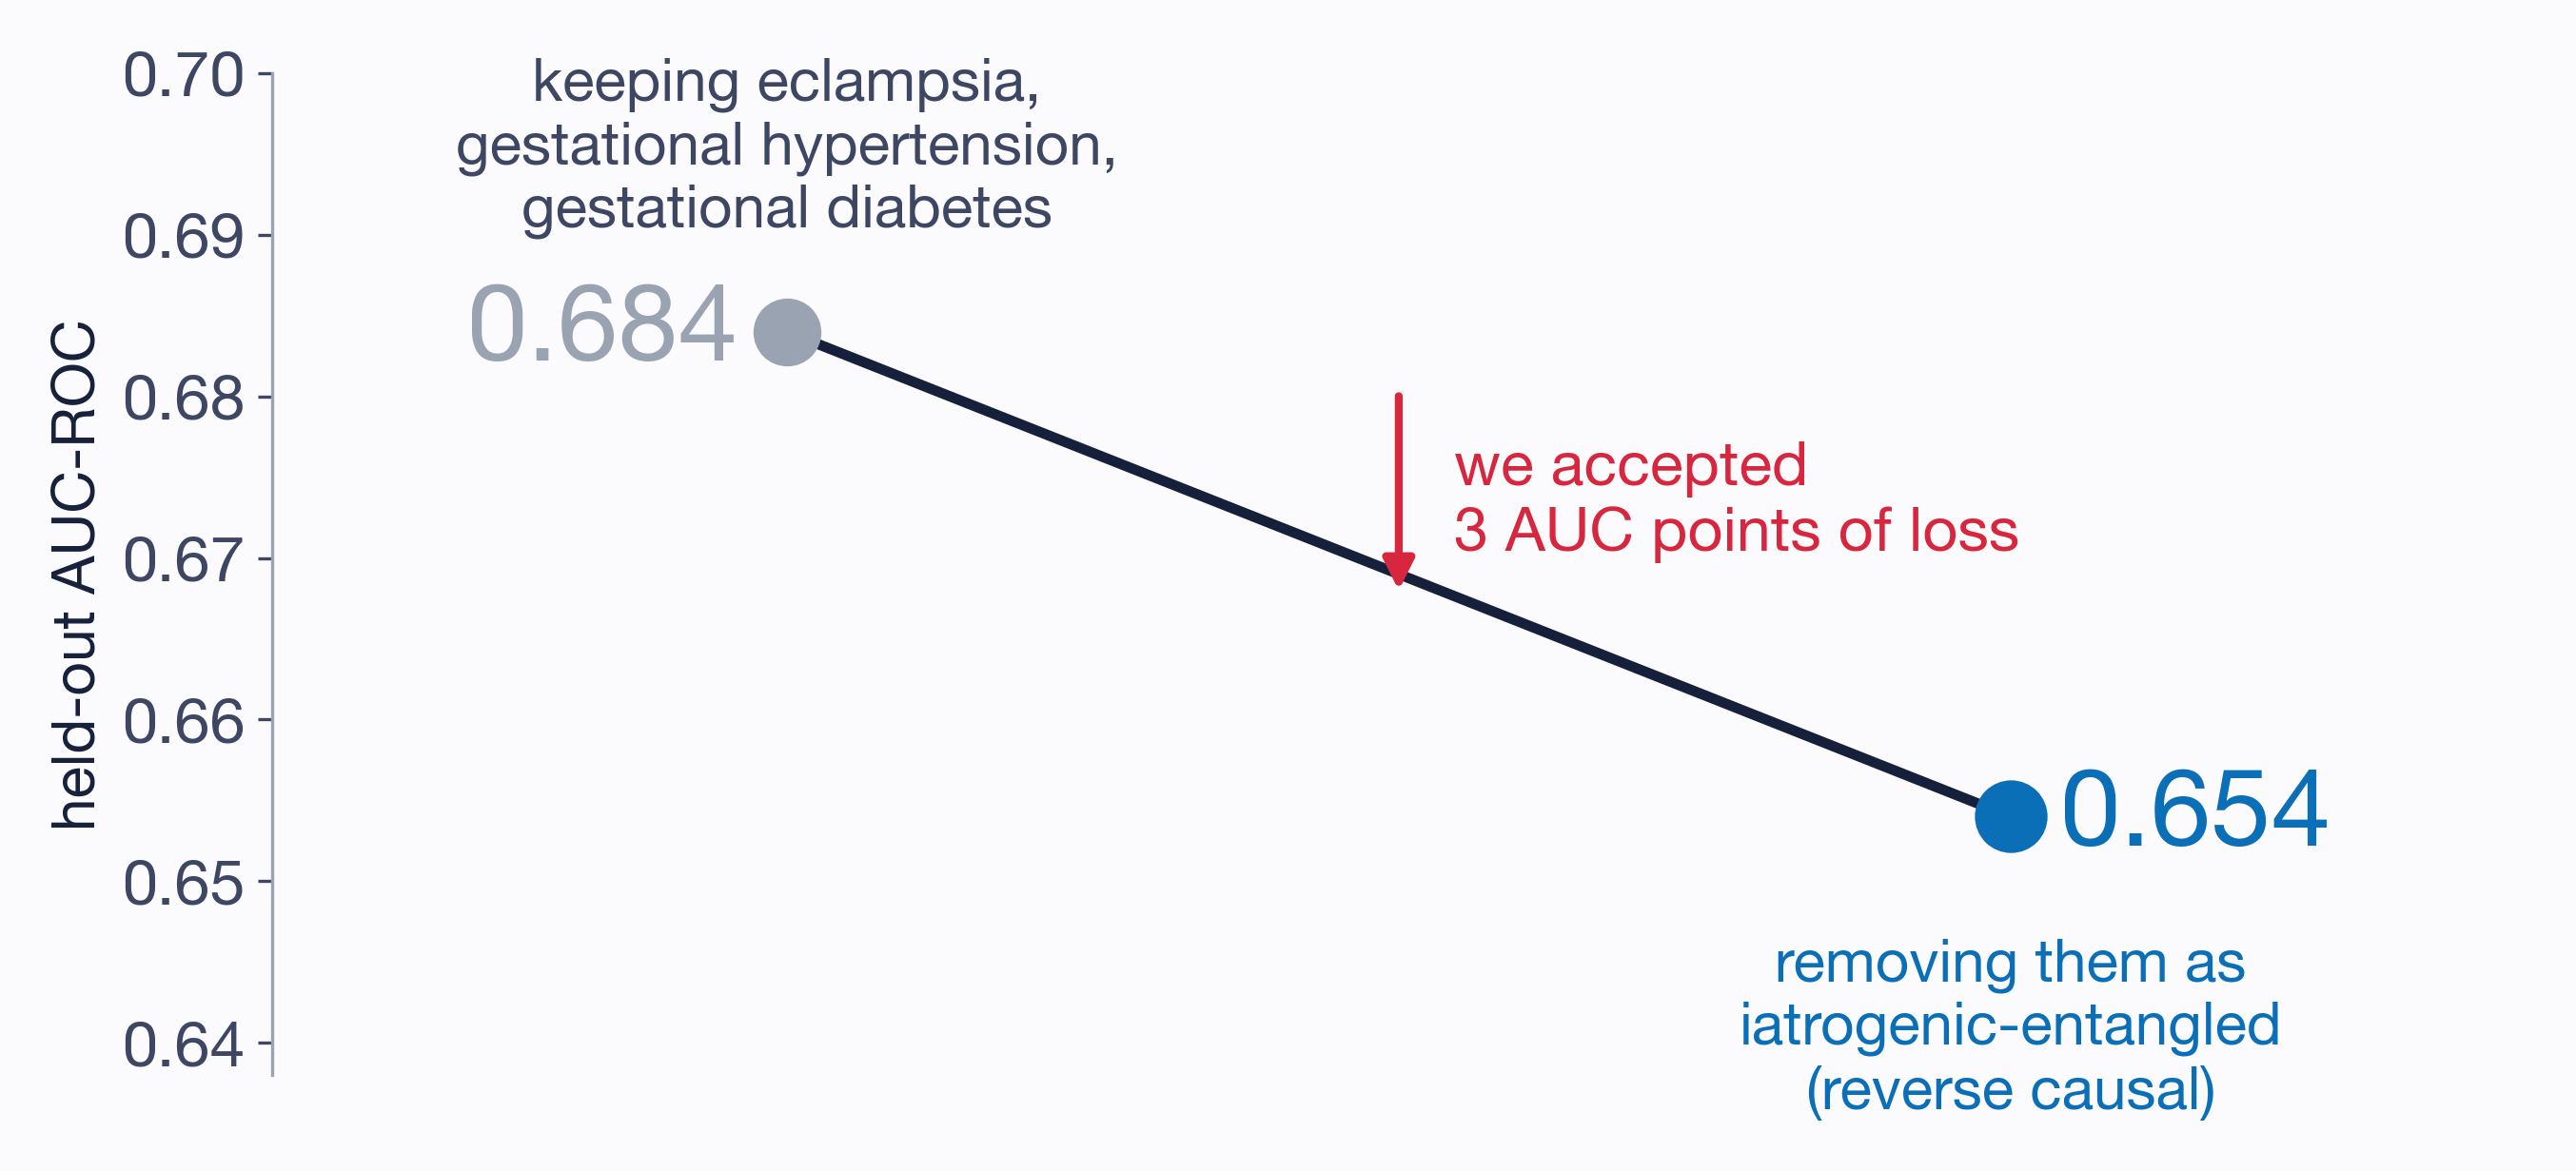 held-out AUC-ROC
0.70
0.69
0.68
0.67
0.66
0.65
0.64
keeping eclampsia,
gestational hypertension,
gestational diabetes
0.684
we accepted
3 AUC points of loss
0.654
removing them as
iatrogenic-entangled
(reverse causal)